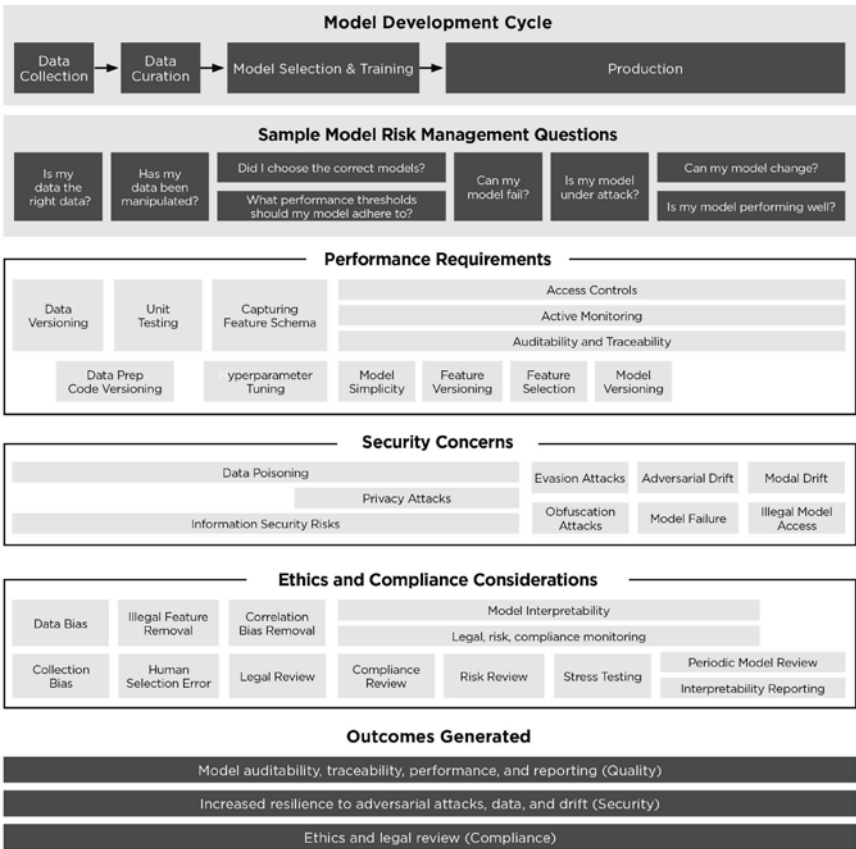 Model Development Cycle
Data
Collection
Data
Curation
Model Selection & Training
Production
Sample Model Risk Management Questions
Is my
data the
right data?
Has my
data been
manipulated?
Did I choose the correct models?
What performance thresholds
should my model adhere to?
Can my
model fail?
Is my model
under attack?
Can my model change?
Is my model performing well?
Performance Requirements
Data
Versioning
Unit
Testing
Capturing
Feature Schema
Access Controls
Active Monitoring
Auditability and Traceability
Data Prep
Code Versioning
Hyperparameter
Tuning
Model
Simplicity
Feature
Versioning
Feature
Selection
Model
Versioning
Security Concerns
Data Poisoning
Privacy Attacks
Information Security Risks
Evasion Attacks
Adversarial Drift
Modal Drift
Obfuscation
Attacks
Model Failure
Illegal Model
Access
Ethics and Compliance Considerations
Data Bias
Illegal Feature
Removal
Correlation
Bias Removal
Model Interpretability
Legal, risk, compliance monitoring
Collection
Bias
Human
Selection Error
Legal Review
Compliance
Review
Risk Review
Stress Testing
Periodic Model Review
Interpretability Reporting
Outcomes Generated
Model auditability, traceability, performance, and reporting (Quality)
Increased resilience to adversarial attacks, data, and drift (Security)
Ethics and legal review (Compliance)